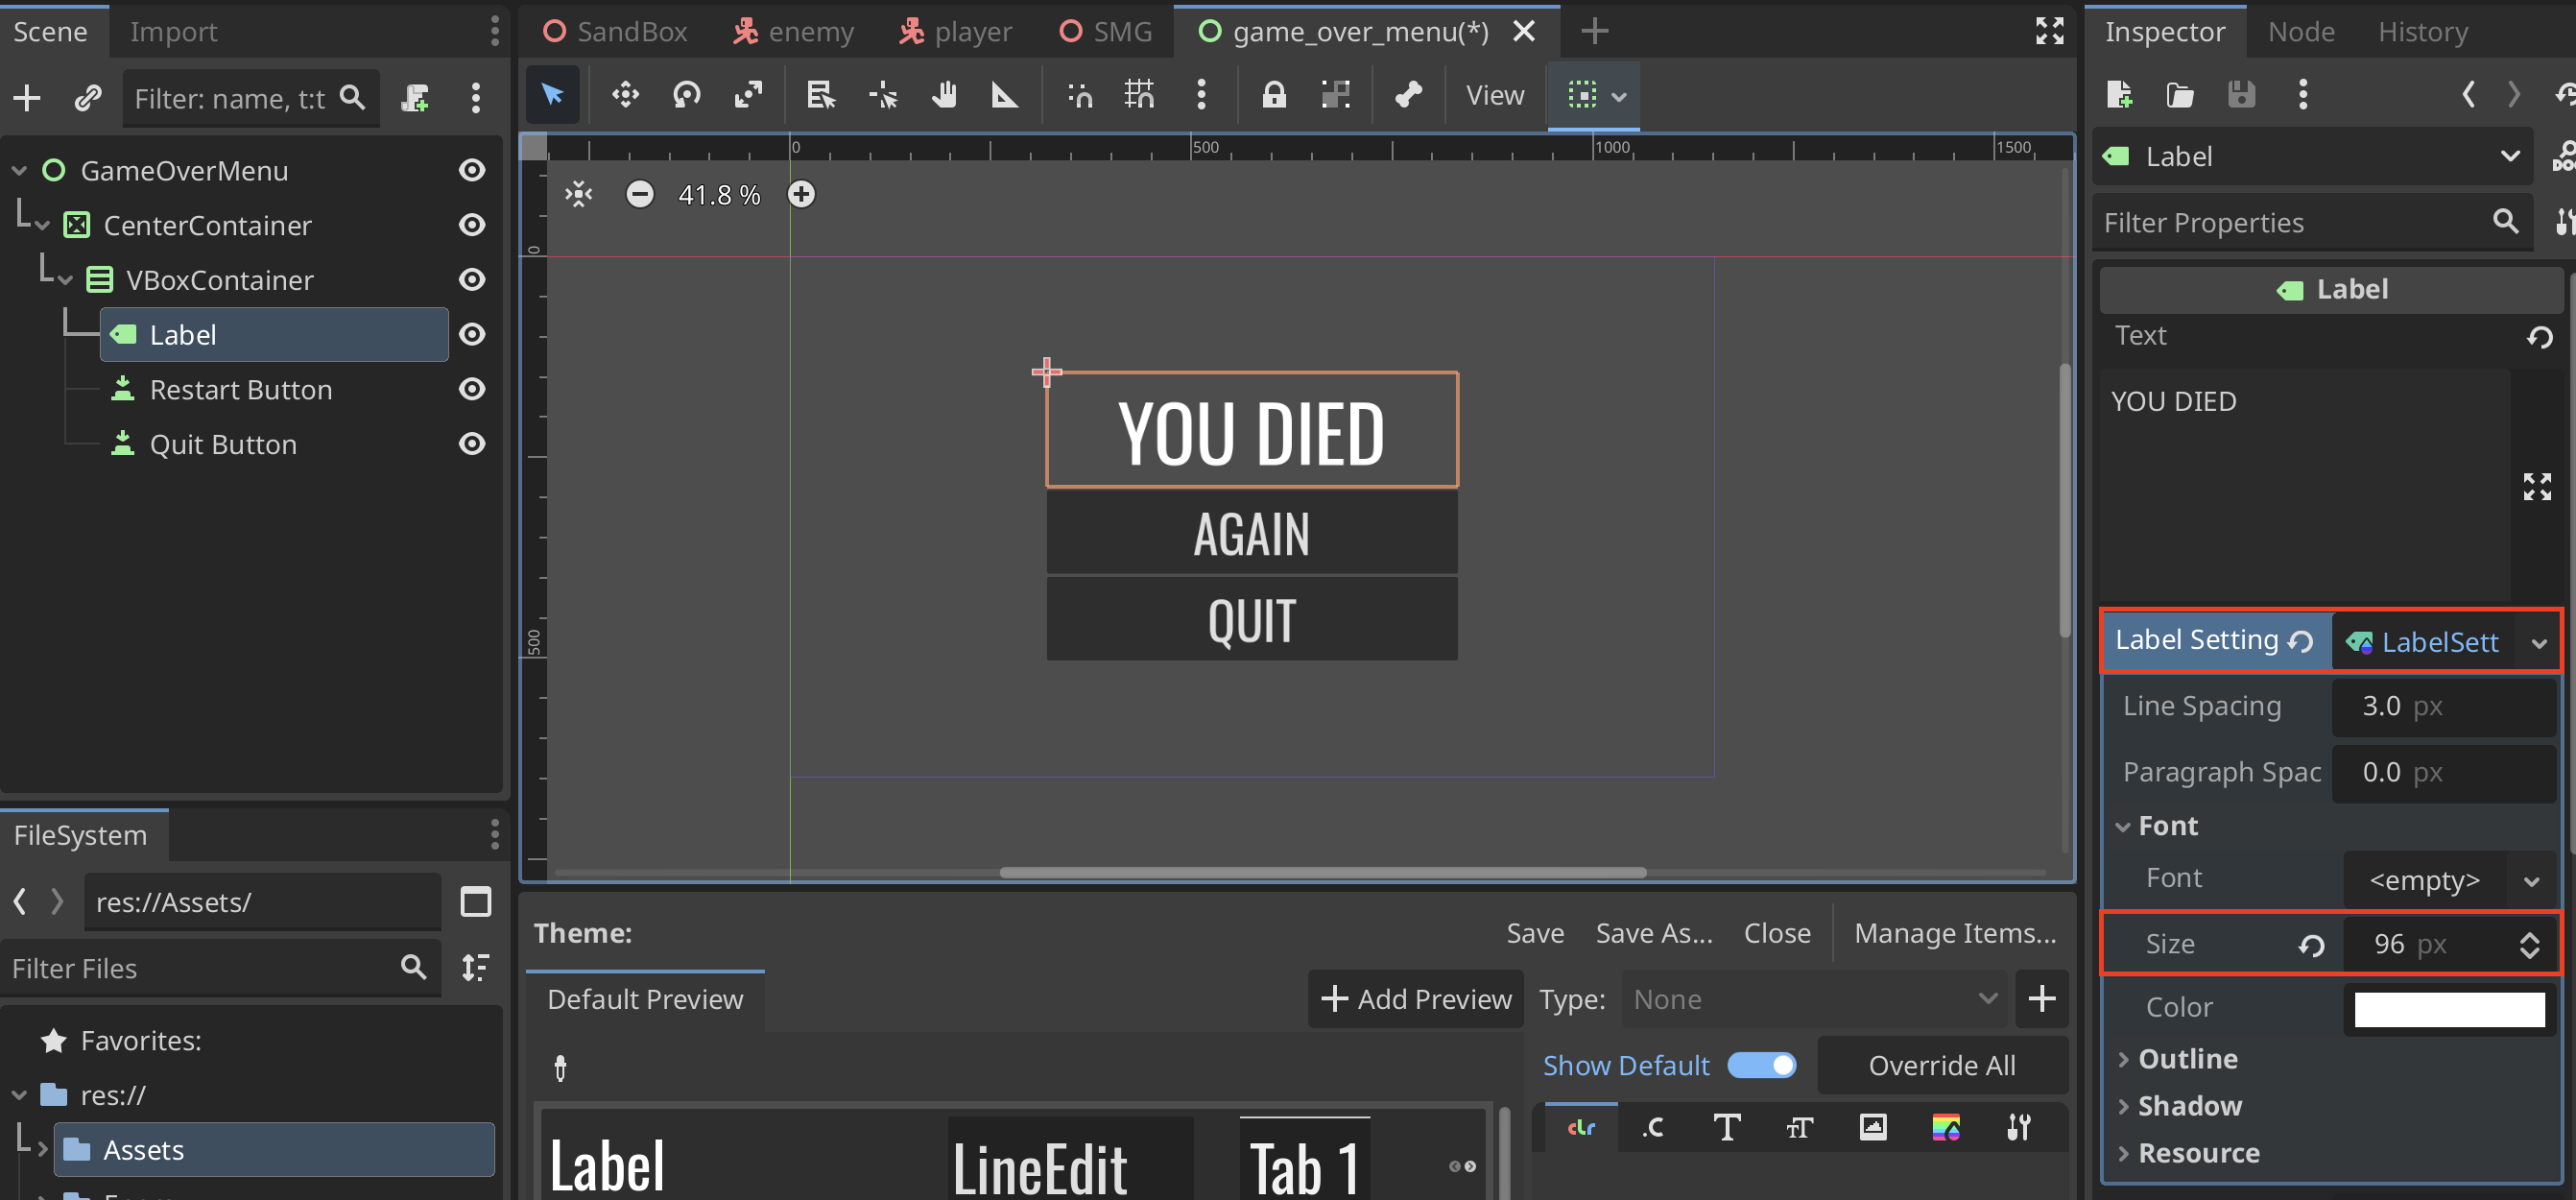 Scene Import
Filter: name, t:t
GameOverMenu
CenterContainer
VBoxContainer
Label
Restart Button
Quit Button
FileSystem
res://Assets/
Filter Files
Favorites:
res://
Assets
SandBox enemy player SMG game_over_menu(*)
View
0 500 1000 1500
41.8 %
0
500
YOU DIED
AGAIN
QUIT
Theme: Save Save As... Close Manage Items...
Default Preview Add Preview Type: None
Show Default Override All
Label LineEdit Tab 1
Inspector Node History
Label
Filter Properties
Label
Text
YOU DIED
Label Setting LabelSett
Line Spacing 3.0 px
Paragraph Spac 0.0 px
Font
Font <empty>
Size 96 px
Color
Outline
Shadow
Resource